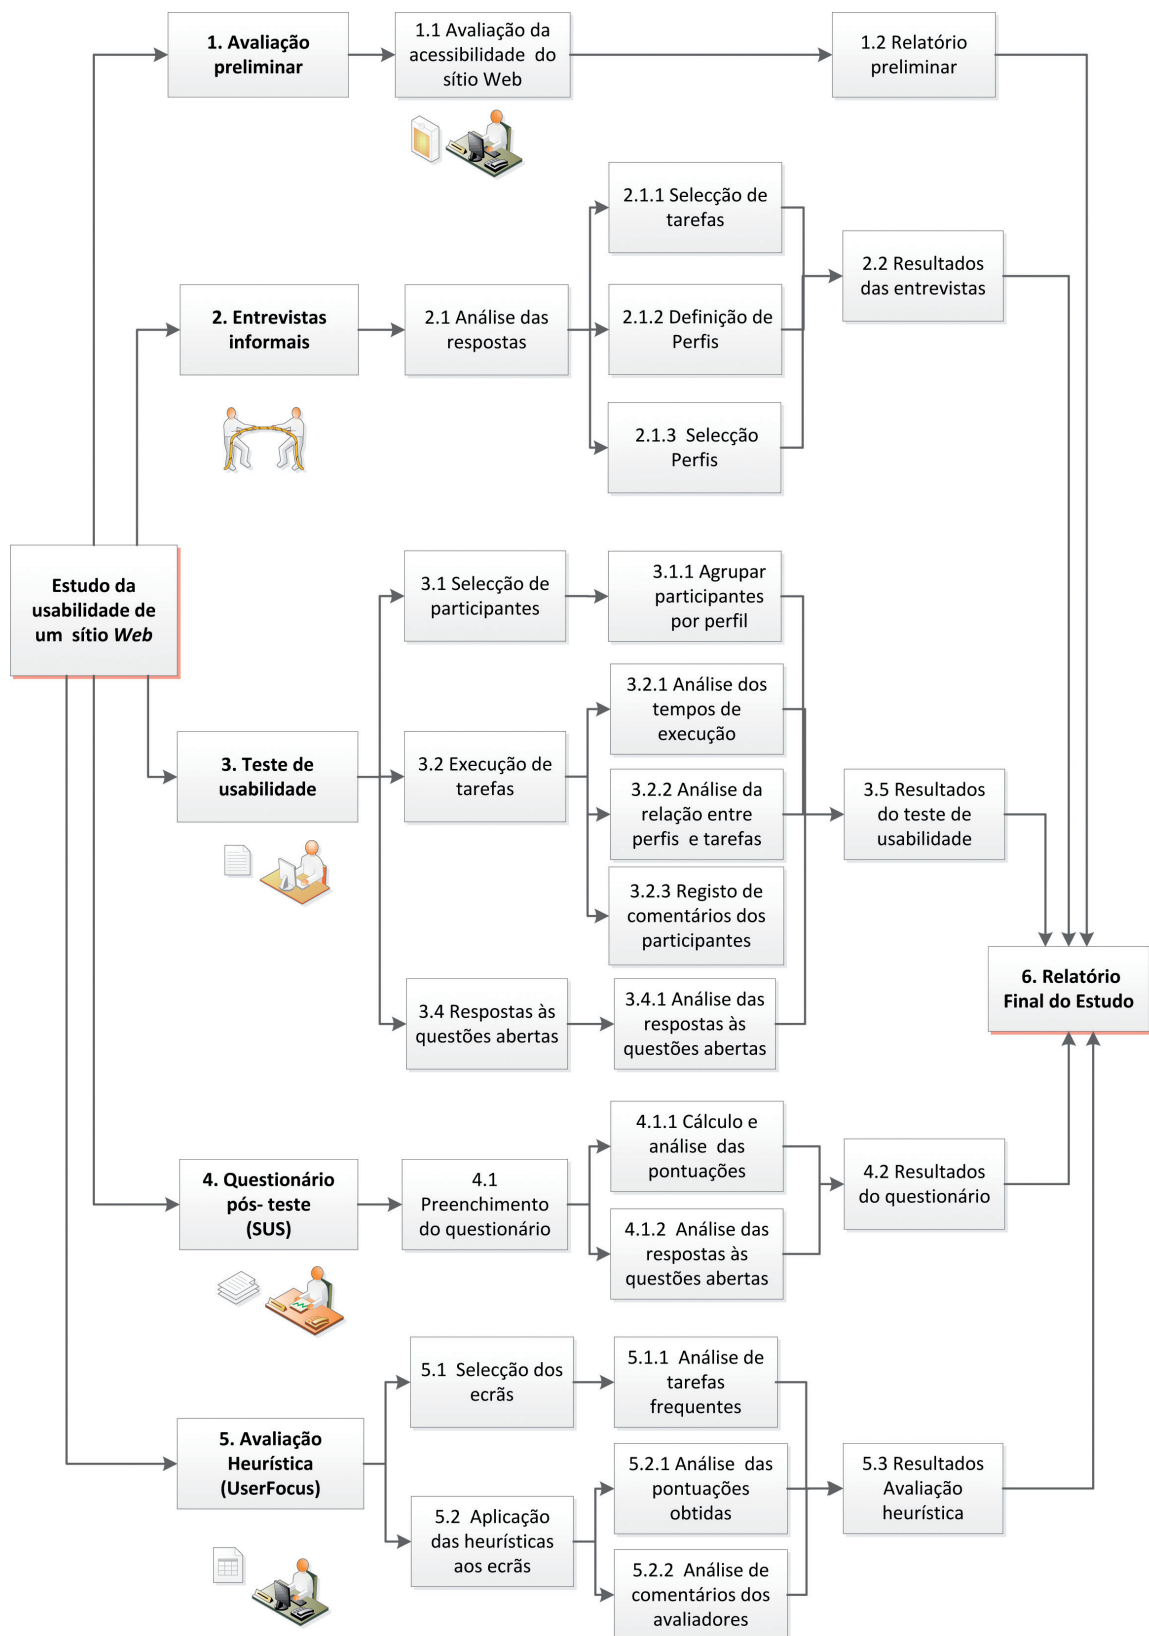 1. Avaliação
preliminar
1.1 Avaliação da
acessibilidade do
sítio Web
1.2 Relatório
preliminar
2. Entrevistas
informais
2.1 Análise das
respostas
2.1.1 Selecção de
tarefas
2.1.2 Definição de
Perfis
2.1.3 Selecção
Perfis
2.2 Resultados
das entrevistas
Estudo da
usabilidade de
um sítio Web
3. Teste de
usabilidade
3.1 Selecção de
participantes
3.1.1 Agrupar
participantes
por perfil
3.2 Execução de
tarefas
3.2.1 Análise dos
tempos de
execução
3.2.2 Análise da
relação entre
perfis e tarefas
3.2.3 Registo de
comentários dos
participantes
3.4 Respostas às
questões abertas
3.4.1 Análise das
respostas às
questões abertas
3.5 Resultados
do teste de
usabilidade
6. Relatório
Final do Estudo
4. Questionário
pós- teste
(SUS)
4.1
Preenchimento
do questionário
4.1.1 Cálculo e
análise das
pontuações
4.1.2 Análise das
respostas às
questões abertas
4.2 Resultados
do questionário
5. Avaliação
Heurística
(UserFocus)
5.1 Selecção dos
ecrãs
5.1.1 Análise de
tarefas
frequentes
5.2 Aplicação
das heurísticas
aos ecrãs
5.2.1 Análise das
pontuações
obtidas
5.2.2 Análise de
comentários dos
avaliadores
5.3 Resultados
Avaliação
heurística